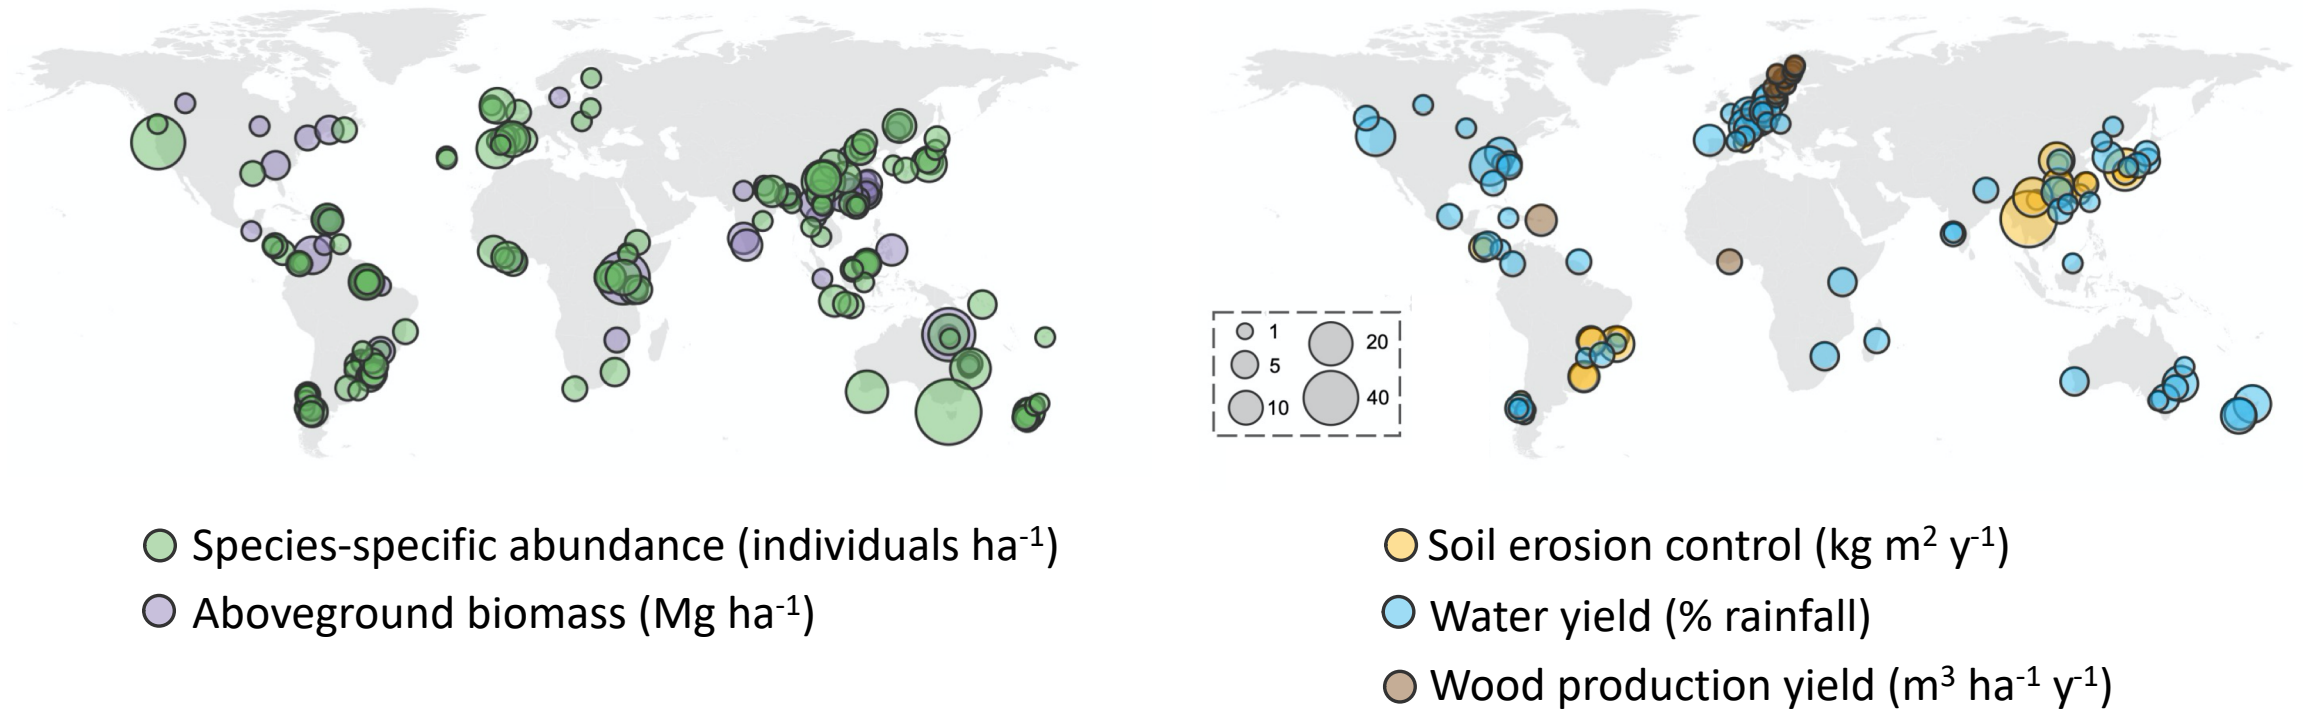 1 20
5
10 40
Species-specific abundance (individuals ha⁻¹)
Aboveground biomass (Mg ha⁻¹)
Soil erosion control (kg m² y⁻¹)
Water yield (% rainfall)
Wood production yield (m³ ha⁻¹ y⁻¹)